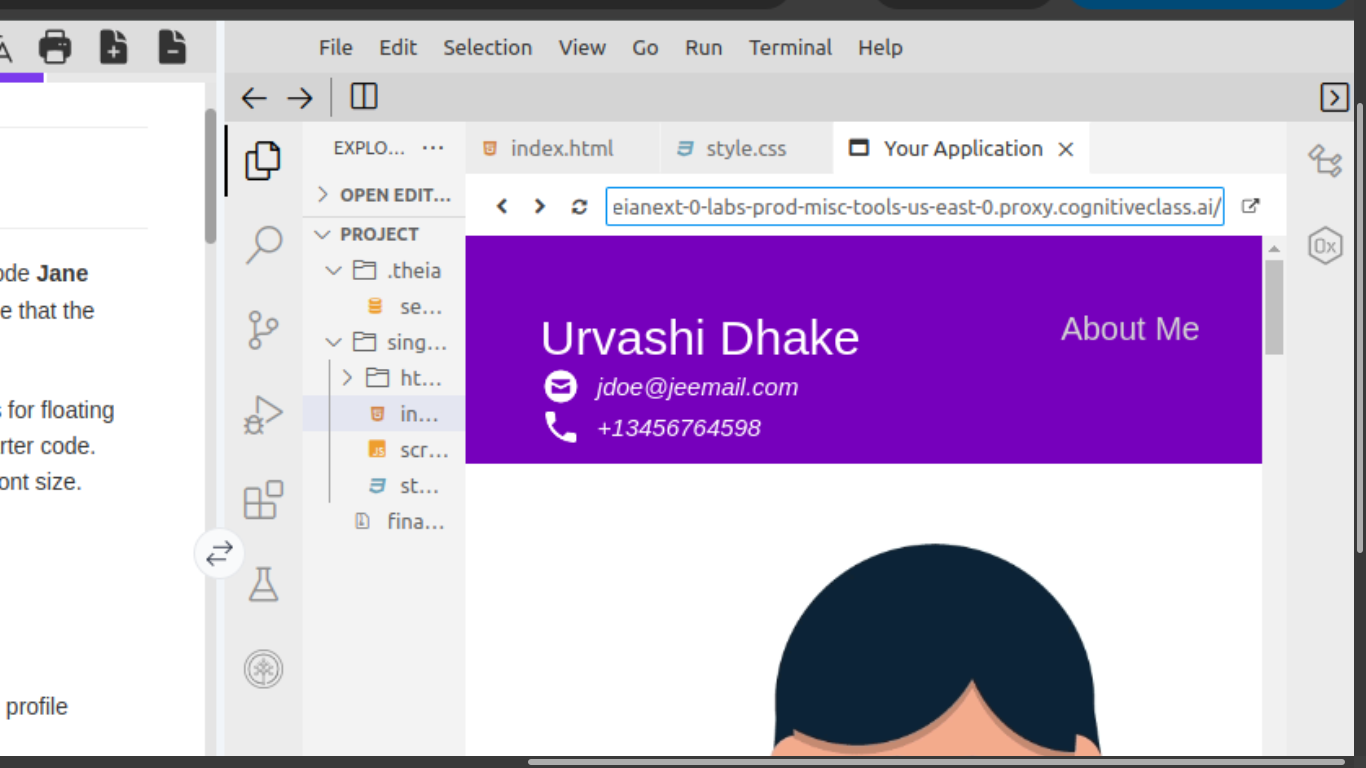 File Edit Selection View Go Run Terminal Help
EXPLO... ...
index.html
style.css
Your Application
OPEN EDIT...
eianext-0-labs-prod-misc-tools-us-east-0.proxy.cognitiveclass.ai/
PROJECT
.theia
se...
sing...
ht...
in...
scr...
JS
st...
fina...
0x
Urvashi Dhake
About Me
jdoe@jeemail.com
+13456764598
ode Jane
e that the
s for floating
rter code.
ont size.
profile